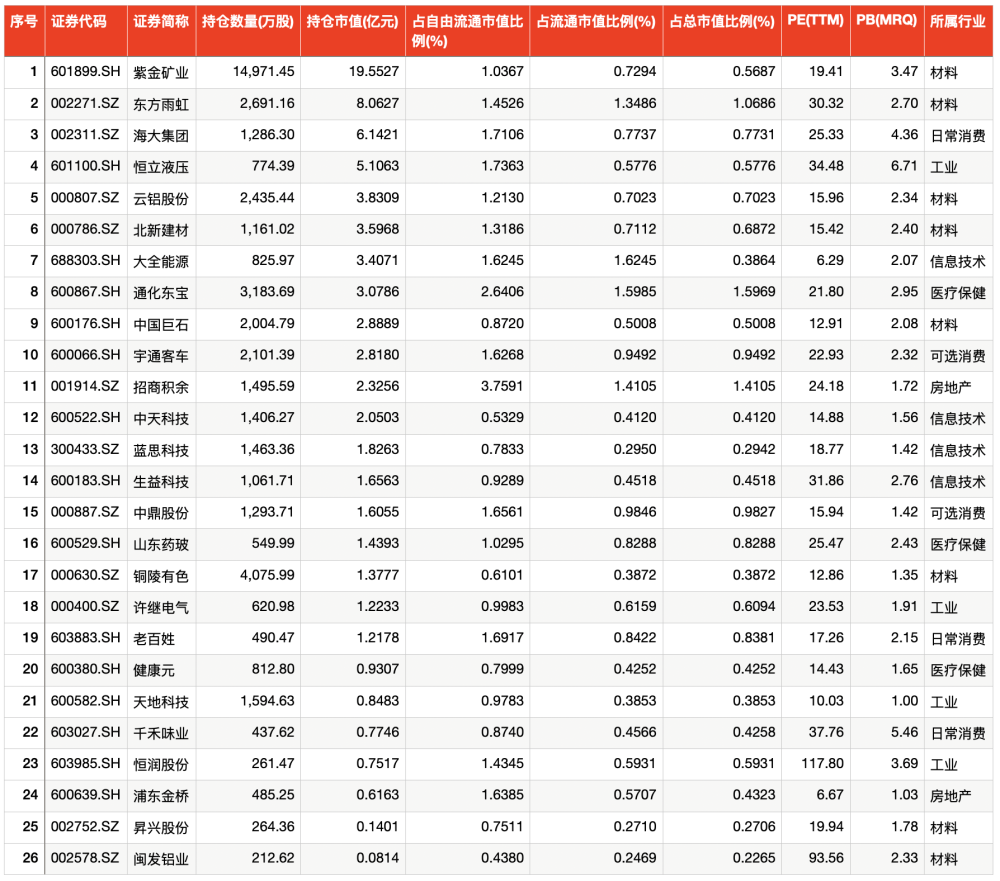 序号 证券代码 证券简称 持仓数量(万股) 持仓市值(亿元) 占自由流通市值比例(%) 占流通市值比例(%) 占总市值比例(%) PE(TTM) PB(MRQ) 所属行业
1 601899.SH 紫金矿业 14,971.45 19.5527 1.0367 0.7294 0.5687 19.41 3.47 材料
2 002271.SZ 东方雨虹 2,691.16 8.0627 1.4526 1.3486 1.0686 30.32 2.70 材料
3 002311.SZ 海大集团 1,286.30 6.1421 1.7106 0.7737 0.7731 25.33 4.36 日常消费
4 601100.SH 恒立液压 774.39 5.1063 1.7363 0.5776 0.5776 34.48 6.71 工业
5 000807.SZ 云铝股份 2,435.44 3.8309 1.2130 0.7023 0.7023 15.96 2.34 材料
6 000786.SZ 北新建材 1,161.02 3.5968 1.3186 0.7112 0.6872 15.42 2.40 材料
7 688303.SH 大全能源 825.97 3.4071 1.6245 1.6245 0.3864 6.29 2.07 信息技术
8 600867.SH 通化东宝 3,183.69 3.0786 2.6406 1.5985 1.5969 21.80 2.95 医疗保健
9 600176.SH 中国巨石 2,004.79 2.8889 0.8720 0.5008 0.5008 12.91 2.08 材料
10 600066.SH 宇通客车 2,101.39 2.8180 1.6268 0.9492 0.9492 22.93 2.32 可选消费
11 001914.SZ 招商积余 1,495.59 2.3256 3.7591 1.4105 1.4105 24.18 1.72 房地产
12 600522.SH 中天科技 1,406.27 2.0503 0.5329 0.4120 0.4120 14.88 1.56 信息技术
13 300433.SZ 蓝思科技 1,463.36 1.8263 0.7833 0.2950 0.2942 18.77 1.42 信息技术
14 600183.SH 生益科技 1,061.71 1.6563 0.9289 0.4518 0.4518 31.86 2.76 信息技术
15 000887.SZ 中鼎股份 1,293.71 1.6055 1.6561 0.9846 0.9827 15.94 1.42 可选消费
16 600529.SH 山东药玻 549.99 1.4393 1.0295 0.8288 0.8288 25.47 2.43 医疗保健
17 000630.SZ 铜陵有色 4,075.99 1.3777 0.6101 0.3872 0.3872 12.86 1.35 材料
18 000400.SZ 许继电气 620.98 1.2233 0.9983 0.6159 0.6094 23.53 1.91 工业
19 603883.SH 老百姓 490.47 1.2178 1.6917 0.8422 0.8381 17.26 2.15 日常消费
20 600380.SH 健康元 812.80 0.9307 0.7999 0.4252 0.4252 14.43 1.65 医疗保健
21 600582.SH 天地科技 1,594.63 0.8483 0.9783 0.3853 0.3853 10.03 1.00 工业
22 603027.SH 千禾味业 437.62 0.7746 0.8740 0.4566 0.4258 37.76 5.46 日常消费
23 603985.SH 恒润股份 261.47 0.7517 1.4345 0.5931 0.5931 117.80 3.69 工业
24 600639.SH 浦东金桥 485.25 0.6163 1.6385 0.5707 0.4323 6.67 1.03 房地产
25 002752.SZ 昇兴股份 264.36 0.1401 0.7511 0.2710 0.2706 19.94 1.78 材料
26 002578.SZ 闽发铝业 212.62 0.0814 0.4380 0.2469 0.2265 93.56 2.33 材料